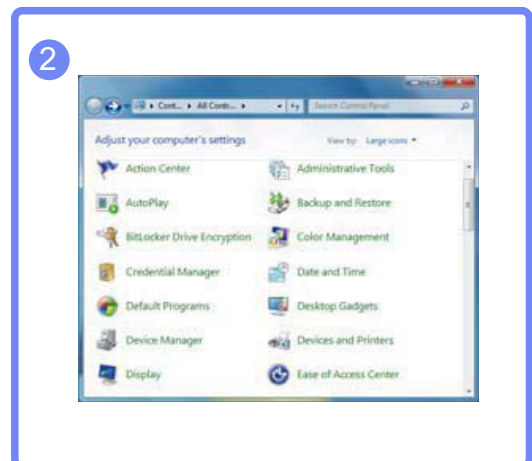 2
Cont... All Contr... Search Control Panel
Adjust your computer's settings View by: Large icons
Action Center Administrative Tools
AutoPlay Backup and Restore
BitLocker Drive Encryption Color Management
Credential Manager Date and Time
Default Programs Desktop Gadgets
Device Manager Devices and Printers
Display Ease of Access Center